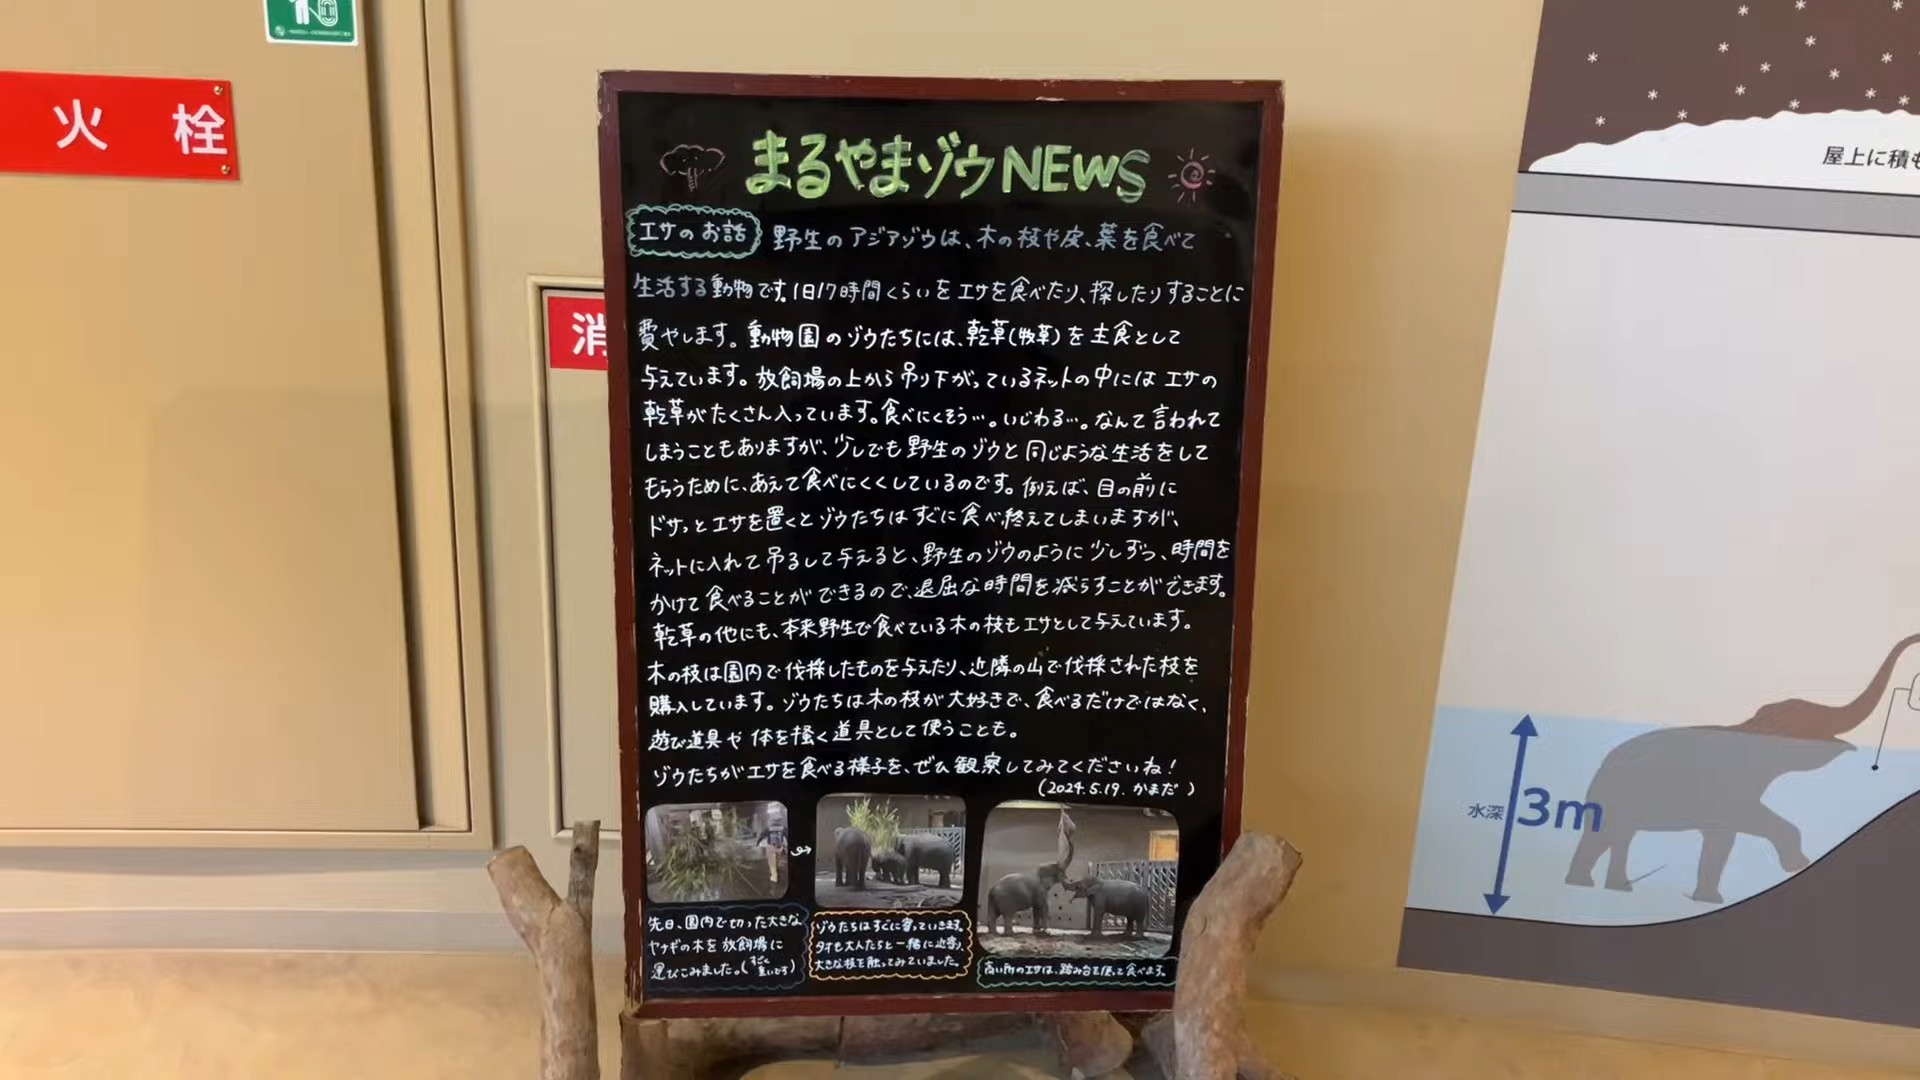 火 栓
消
まるやまゾウNEWS
エサのお話 野生のアジアゾウは、木の枝や皮、葉を食べて
生活する動物です。1日17時間くらいをエサを食べたり、探したりすることに
費やします。動物園のゾウたちには、乾草(牧草)を主食として
与えています。放飼場の上から吊り下がっているネットの中にはエサの
乾草がたくさん入っています。食べにくそう…。いじわる…。なんて言われて
しまうこともありますが、少しでも野生のゾウと同じような生活をして
もらうために、あえて食べにくくしているのです。例えば、目の前に
ドサッとエサを置くとゾウたちはすぐに食べ終えてしまいますが、
ネットに入れて吊るして与えると、野生のゾウのように少しずつ、時間を
かけて食べることができるので、退屈な時間を減らすことができます。
乾草の他にも、本来野生で食べている木の枝もエサとして与えています。
木の枝は園内で伐採したものを与えたり、近隣の山で伐採された枝を
購入しています。ゾウたちは木の枝が大好きで、食べるだけではなく、
遊び道具や体を掻く道具として使うことも。
ゾウたちがエサを食べる様子を、ぜひ観察してみてくださいね!
(2024.5.19. かまだ )
先日、園内で切った大きな
ヤナギの木を放飼場に
運びこみました。(すごく重いです)
ゾウたちはすぐに寄っていきます。
タオも大人たちと一緒に近寄り、
大きな枝を触ってみていました。
高い所のエサは、踏み台を使って食べます。
屋上に積も
水深 3m